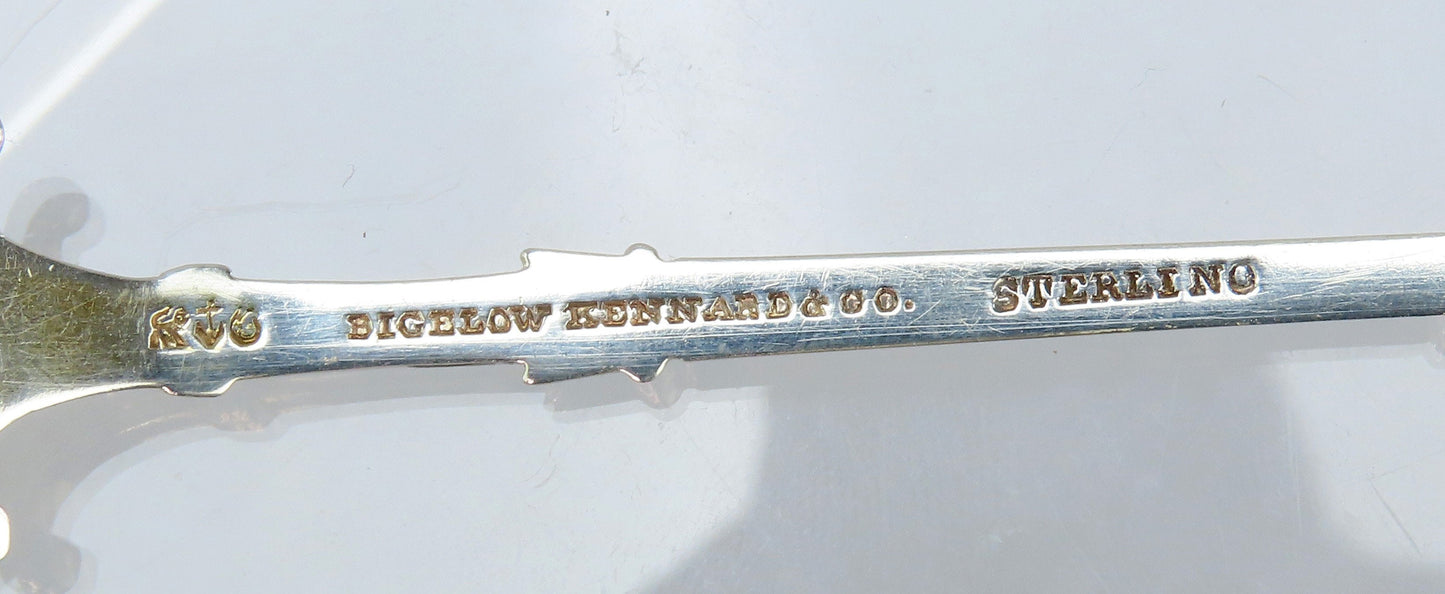 BIGELOW KENNARD & CO. STERLING